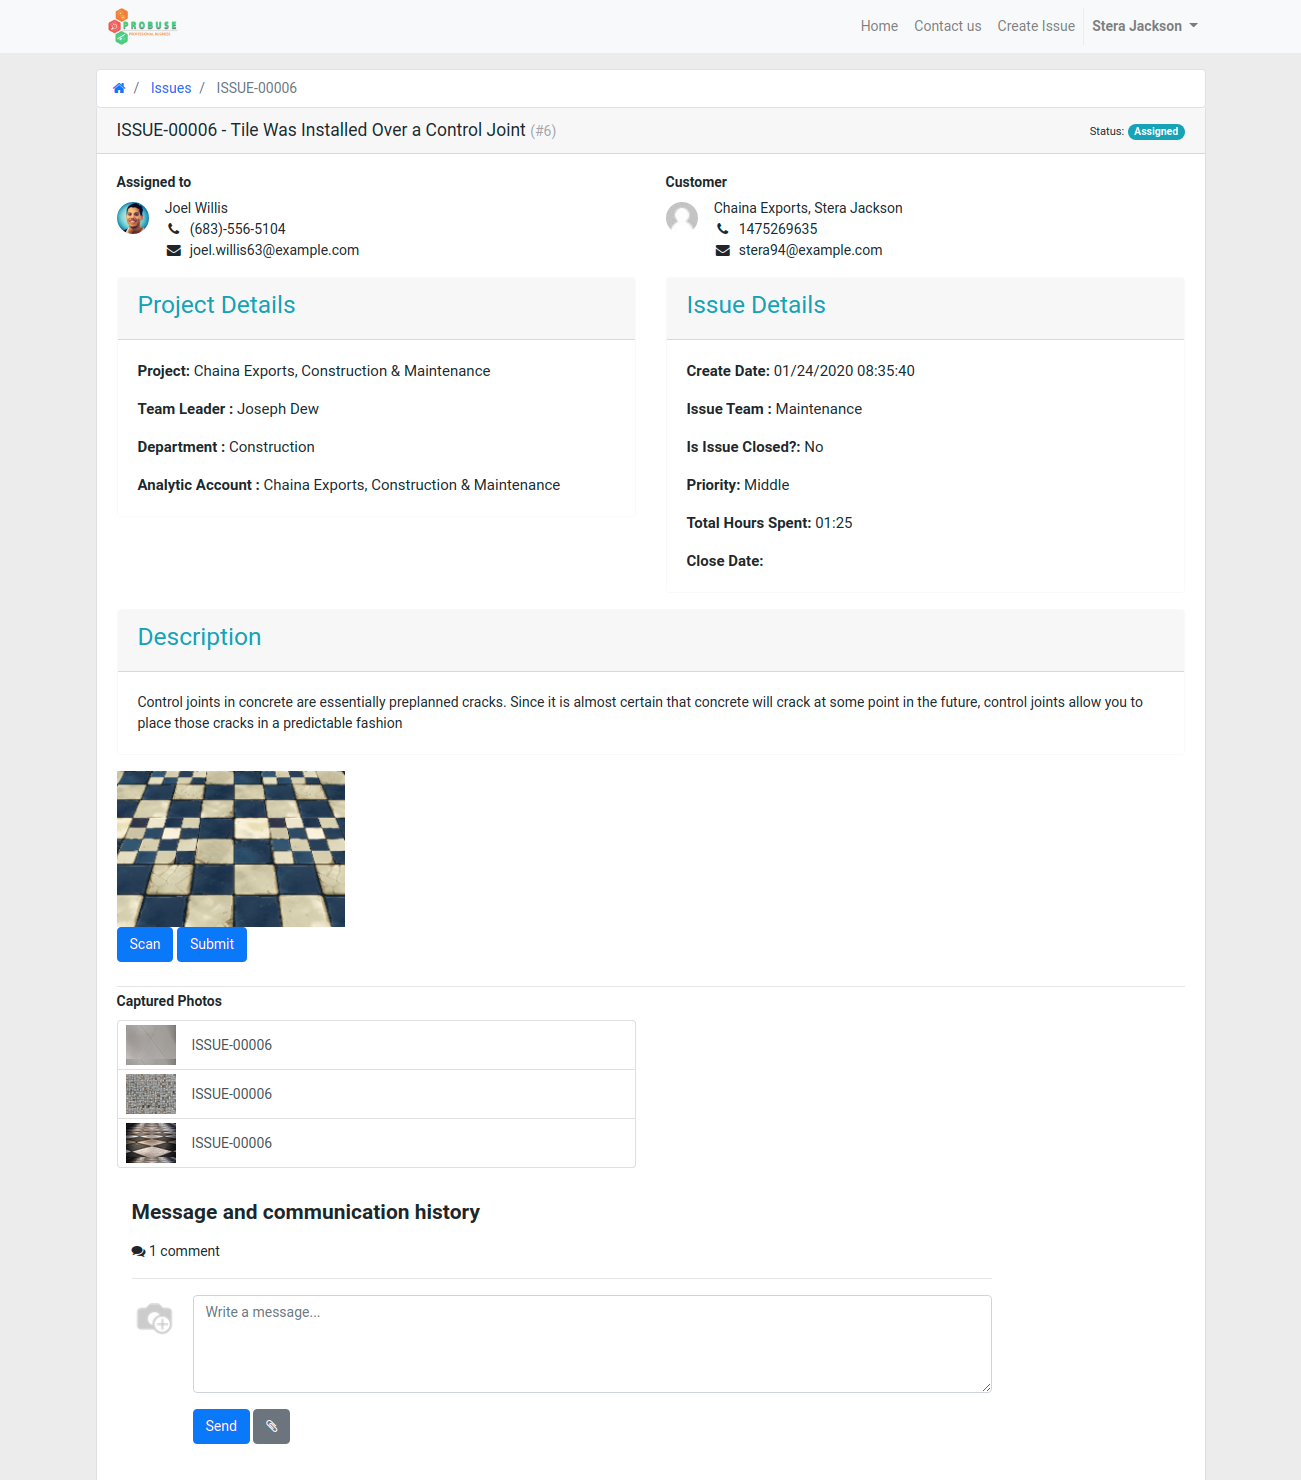 PROBUSE
Home Contact us Create Issue Stera Jackson
/ Issues / ISSUE-00006
ISSUE-00006 - Tile Was Installed Over a Control Joint (#6)
Status: Assigned
Assigned to
Joel Willis
(683)-556-5104
joel.willis63@example.com
Customer
Chaina Exports, Stera Jackson
1475269635
stera94@example.com
Project Details
Project: Chaina Exports, Construction & Maintenance
Team Leader : Joseph Dew
Department : Construction
Analytic Account : Chaina Exports, Construction & Maintenance
Issue Details
Create Date: 01/24/2020 08:35:40
Issue Team : Maintenance
Is Issue Closed?: No
Priority: Middle
Total Hours Spent: 01:25
Close Date:
Description
Control joints in concrete are essentially preplanned cracks. Since it is almost certain that concrete will crack at some point in the future, control joints allow you to
place those cracks in a predictable fashion
Scan Submit
Captured Photos
ISSUE-00006
ISSUE-00006
ISSUE-00006
Message and communication history
1 comment
Write a message...
Send